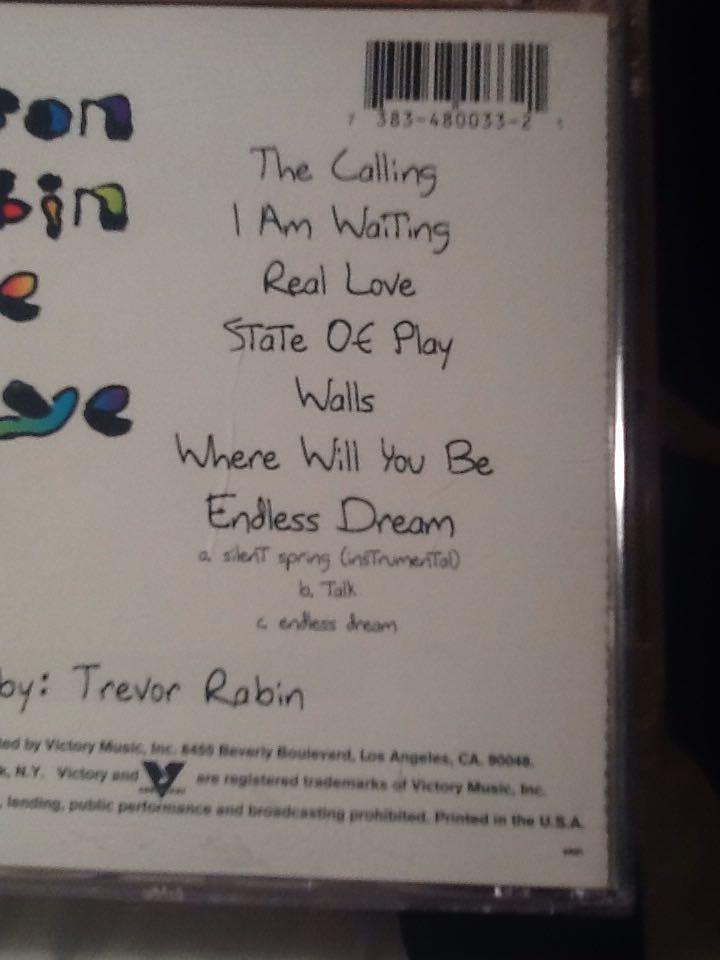 ron
bin
e
ye
7 383-480033-2
The Calling
I Am Waiting
Real Love
State Of Play
Walls
Where Will You Be
Endless Dream
a. silent spring (instrumental)
b. Talk
c. endless dream
by: Trevor Rabin
ted by Victory Music, Inc. 6455 Beverly Boulevard, Los Angeles, CA. 90048.
k, N.Y. Victory and are registered trademarks of Victory Music, Inc.
, lending, public performance and broadcasting prohibited. Printed in the U.S.A.